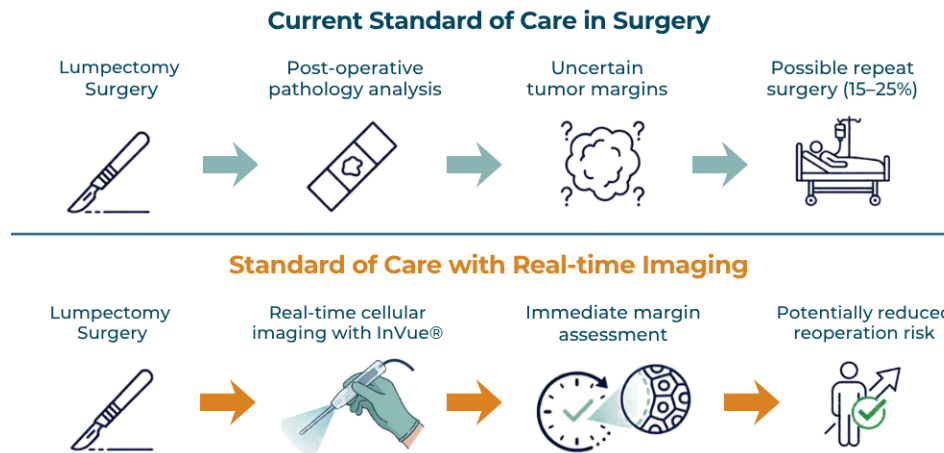 Current Standard of Care in Surgery
Lumpectomy
Surgery
Post-operative
pathology analysis
Uncertain
tumor margins
Possible repeat
surgery (15–25%)
? ?
? ?
Standard of Care with Real-time Imaging
Lumpectomy
Surgery
Real-time cellular
imaging with InVue®
Immediate margin
assessment
Potentially reduced
reoperation risk